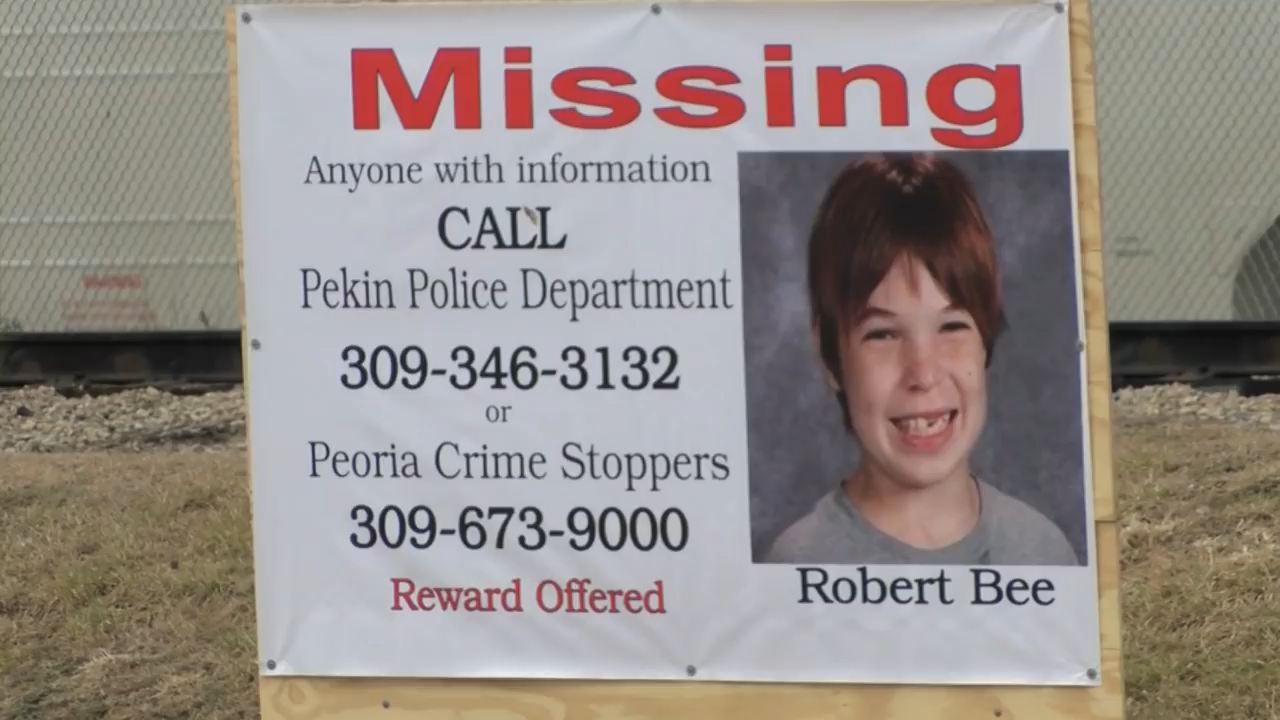 Missing
Anyone with information
CALL
Pekin Police Department
309-346-3132
or
Peoria Crime Stoppers
309-673-9000
Reward Offered
Robert Bee